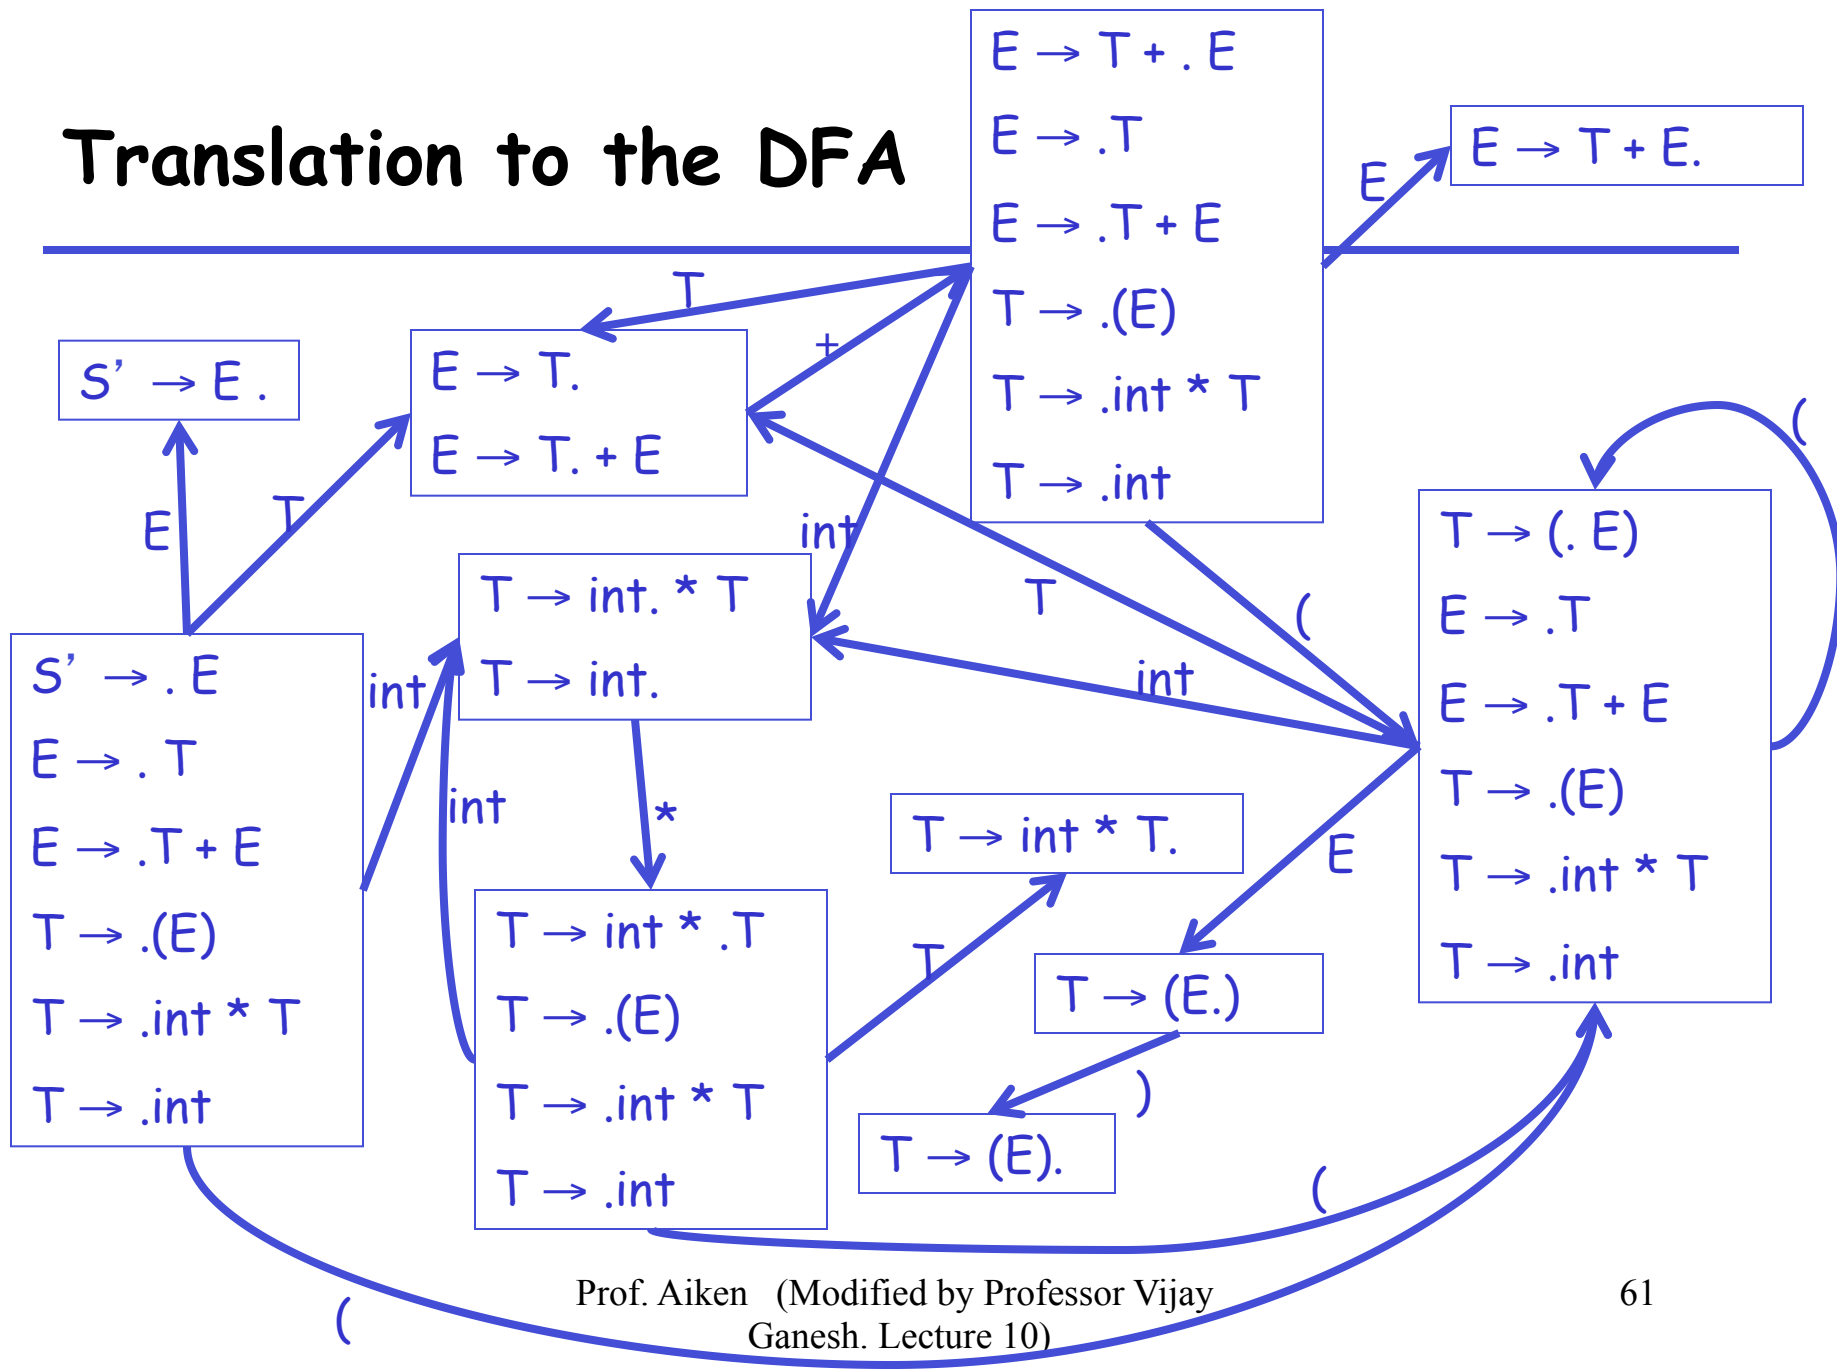 Translation to the DFA
E → T + . E
E → .T
E → .T + E
T → .(E)
T → .int * T
T → .int
E
E → T + E.
T
+
S’ → E .
E → T.
E → T. + E
E
T
int
T
(
(
T → int. * T
T → int.
int
int
*
int
S’ → . E
E → . T
E → .T + E
T → .(E)
T → .int * T
T → .int
T → (. E)
E → .T
E → .T + E
T → .(E)
T → .int * T
T → .int
T → int * T.
E
T
T → int * .T
T → .(E)
T → .int * T
T → .int
T → (E.)
)
T → (E).
(
(
Prof. Aiken (Modified by Professor Vijay
Ganesh. Lecture 10)
61